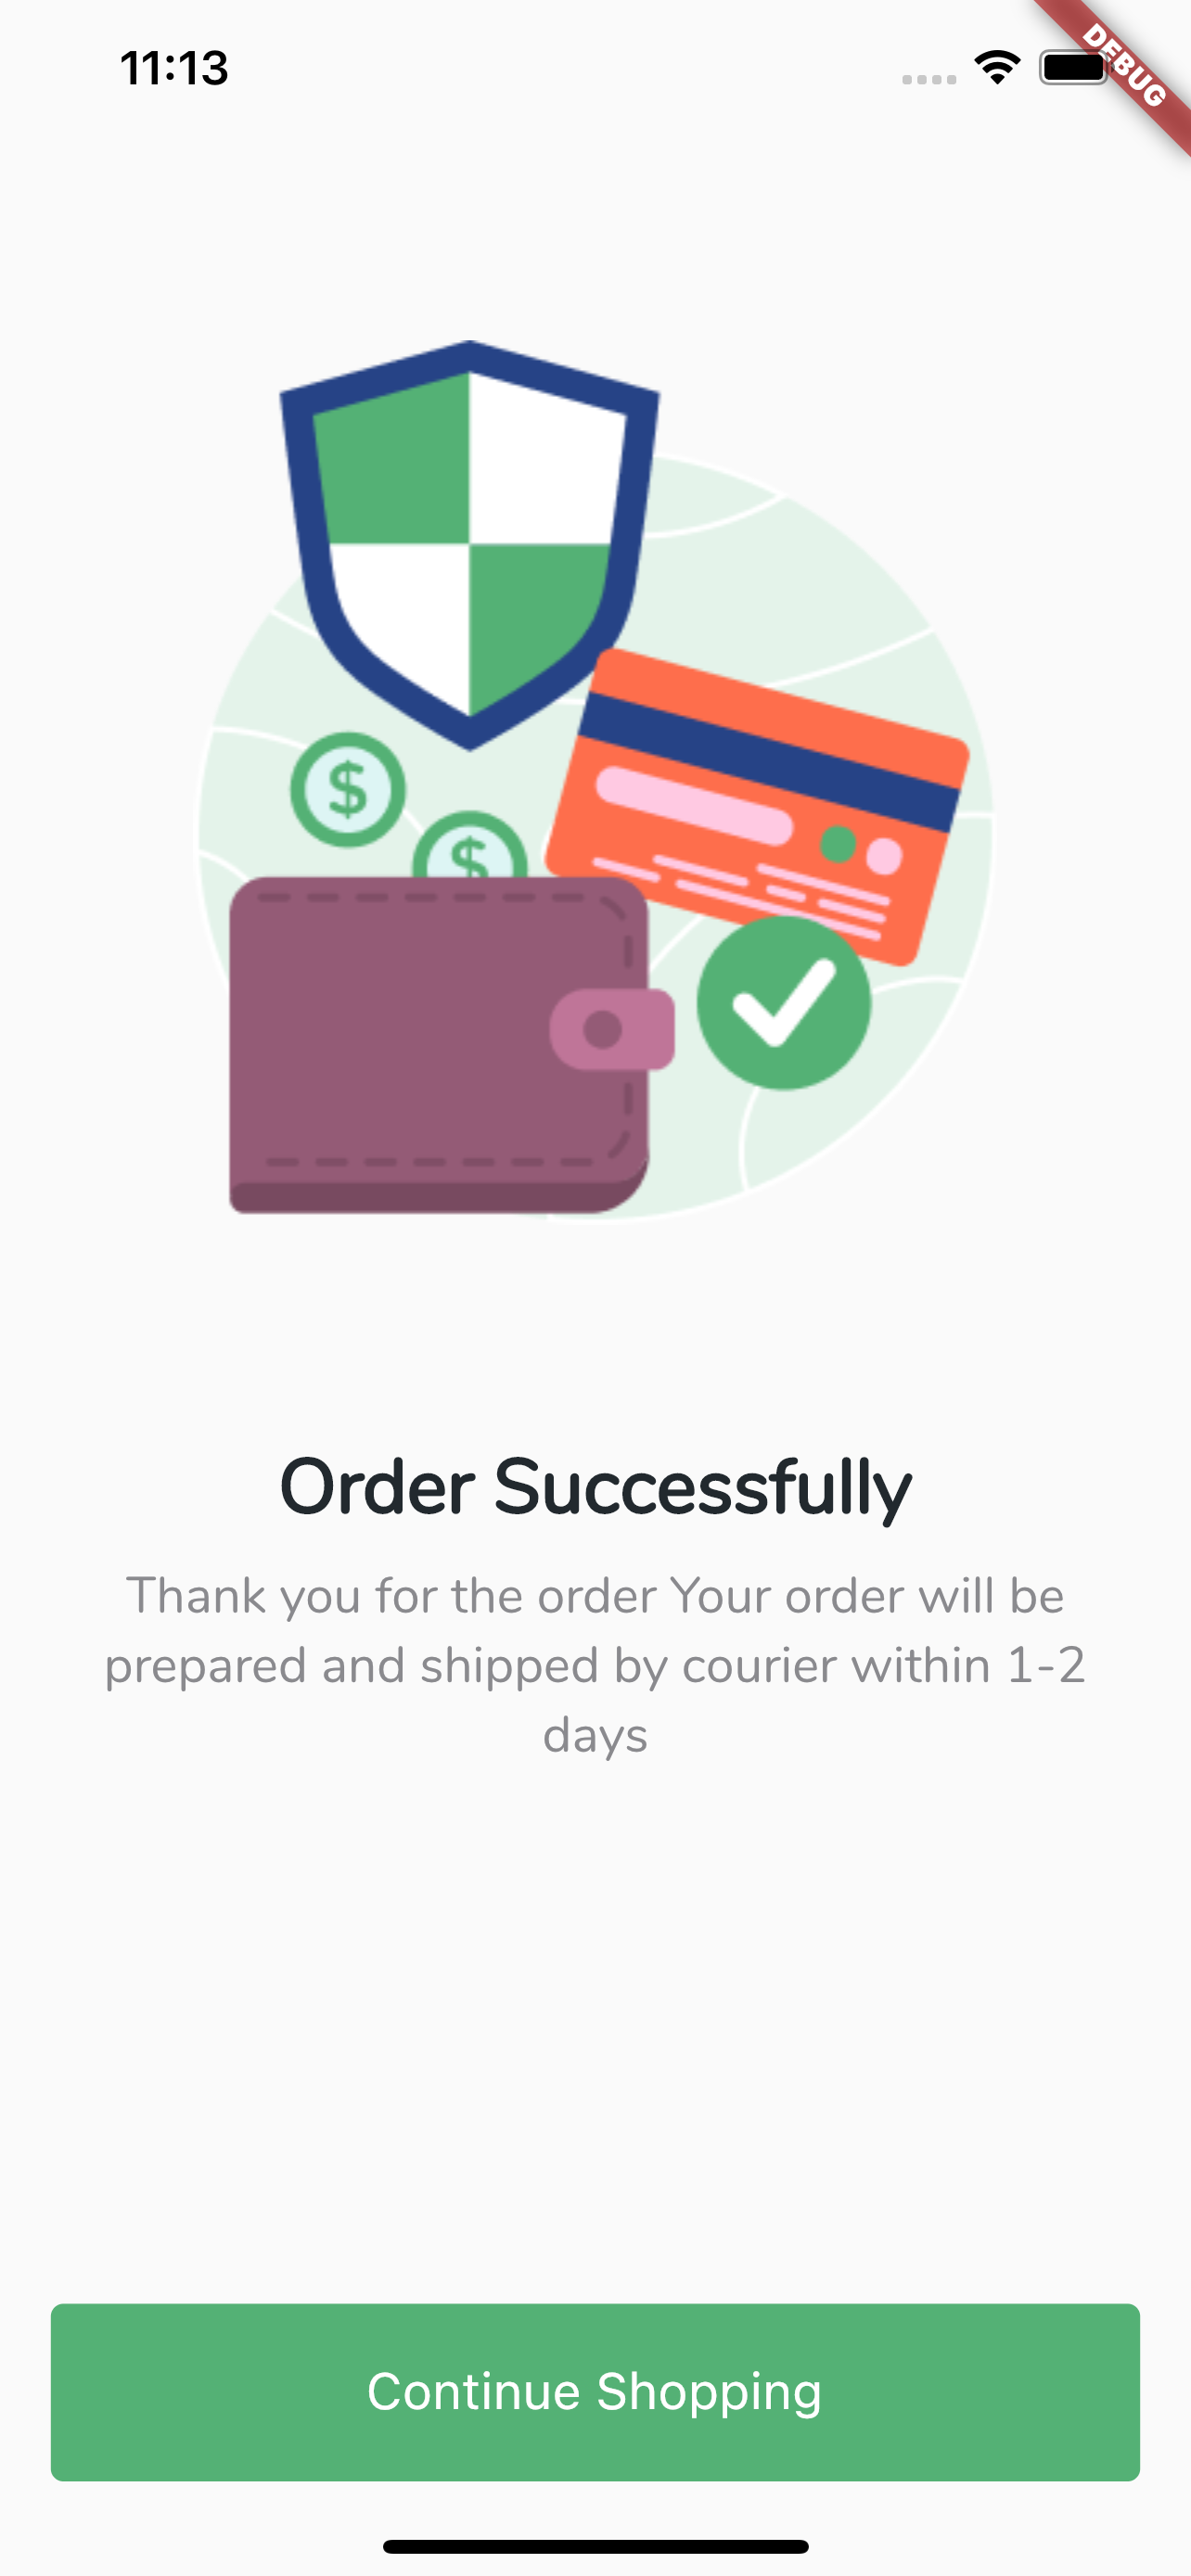 11:13
DEBUG
$
$
Order Successfully
Thank you for the order Your order will be
prepared and shipped by courier within 1-2
days
Continue Shopping